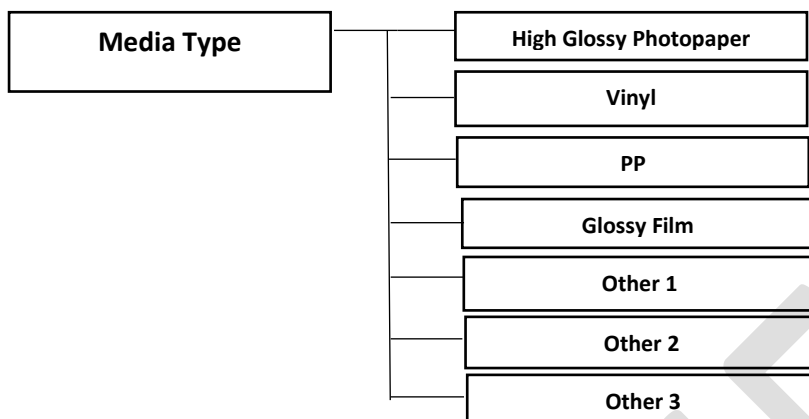 Media Type
High Glossy Photopaper
Vinyl
PP
Glossy Film
Other 1
Other 2
Other 3